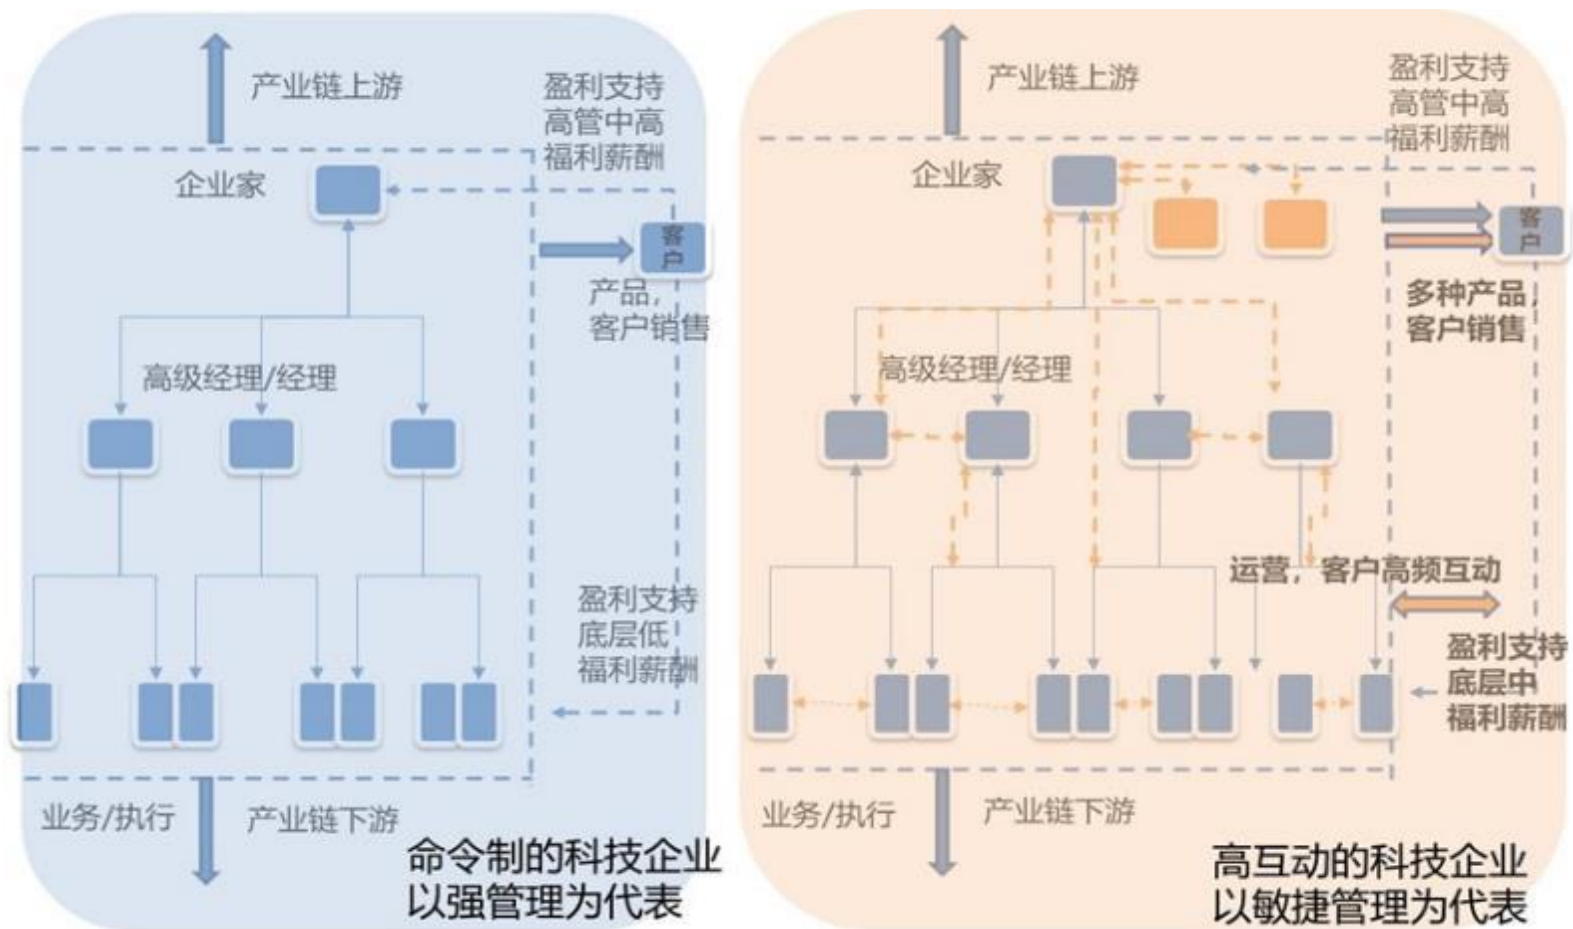 产业链上游
盈利支持
高管中高
福利薪酬
企业家
客
户
产品，
客户销售
高级经理/经理
盈利支持
底层低
福利薪酬
业务/执行
产业链下游
命令制的科技企业
以强管理为代表
产业链上游
盈利支持
高管中高
福利薪酬
企业家
客
户
多种产品，
客户销售
高级经理/经理
运营，客户高频互动
盈利支持
底层中
福利薪酬
业务/执行
产业链下游
高互动的科技企业
以敏捷管理为代表